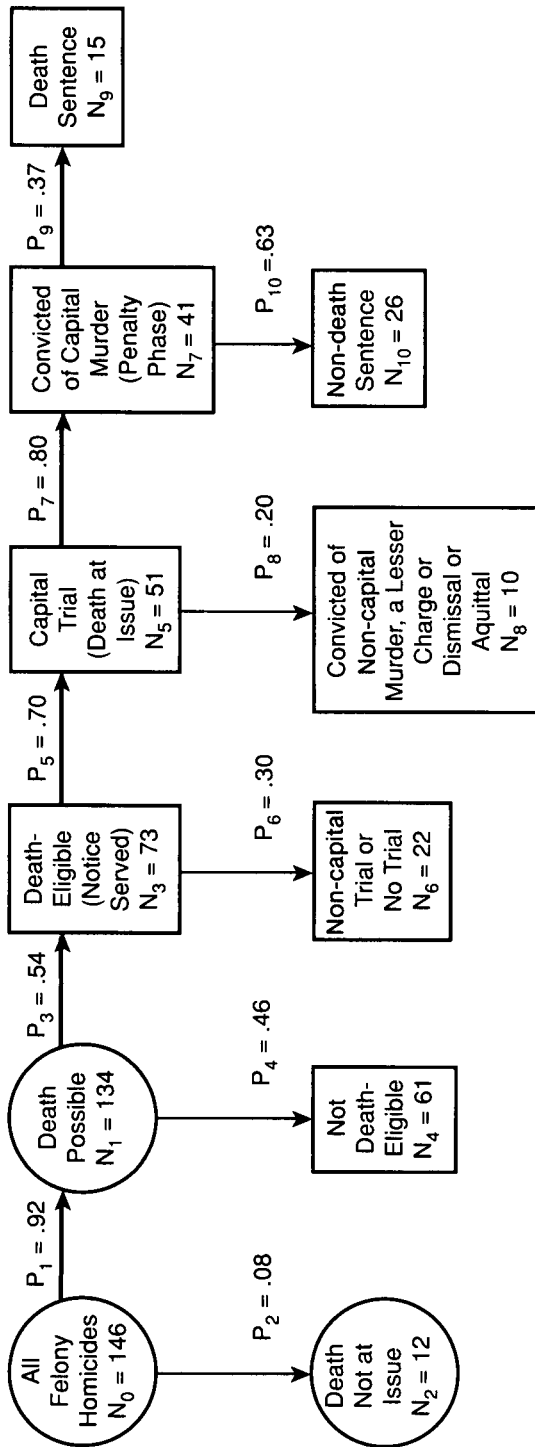 All
Felony
Homicides
N₀ = 146
P₁ = .92
P₂ = .08
Death
Not at
Issue
N₂ = 12
Death
Possible
N₁ = 134
P₃ = .54
P₄ = .46
Not
Death-
Eligible
N₄ = 61
Death-
Eligible
(Notice
Served)
N₃ = 73
P₅ = .70
P₆ = .30
Non-capital
Trial or
No Trial
N₆ = 22
Capital
Trial
(Death at
Issue)
N₅ = 51
P₇ = .80
P₈ = .20
Convicted of
Non-capital
Murder, a Lesser
Charge or
Dismissal or
Aquittal
N₈ = 10
Convicted
of Capital
Murder
(Penalty
Phase)
N₇ = 41
P₉ = .37
P₁₀ =.63
Non-death
Sentence
N₁₀ = 26
Death
Sentence
N₉ = 15